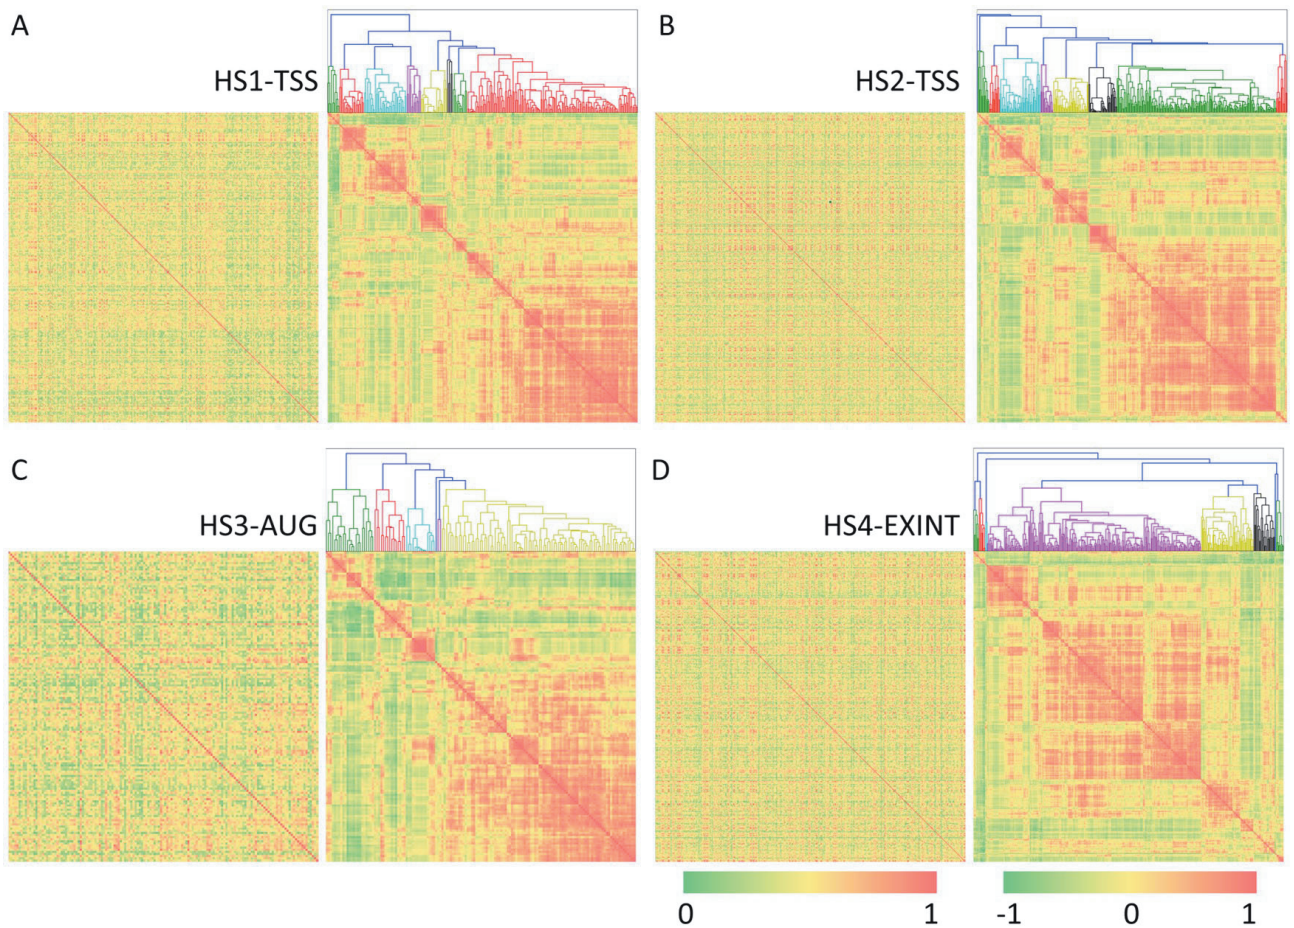 A
HS1-TSS
B
HS2-TSS
C
HS3-AUG
D
HS4-EXINT
0 1
-1 0 1